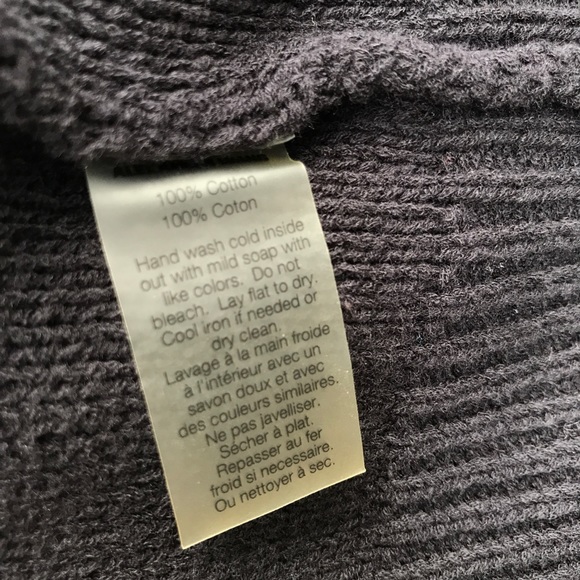 100% Cotton
100% Coton
Hand wash cold inside
out with mild soap with
like colors. Do not
bleach. Lay flat to dry.
Cool iron if needed or
dry clean.
Lavage à la main froide
à l'intérieur avec un
savon doux et avec
des couleurs similaires.
Ne pas javelliser.
Sécher à plat.
Repasser au fer
froid si necessaire.
Ou nettoyer à sec.